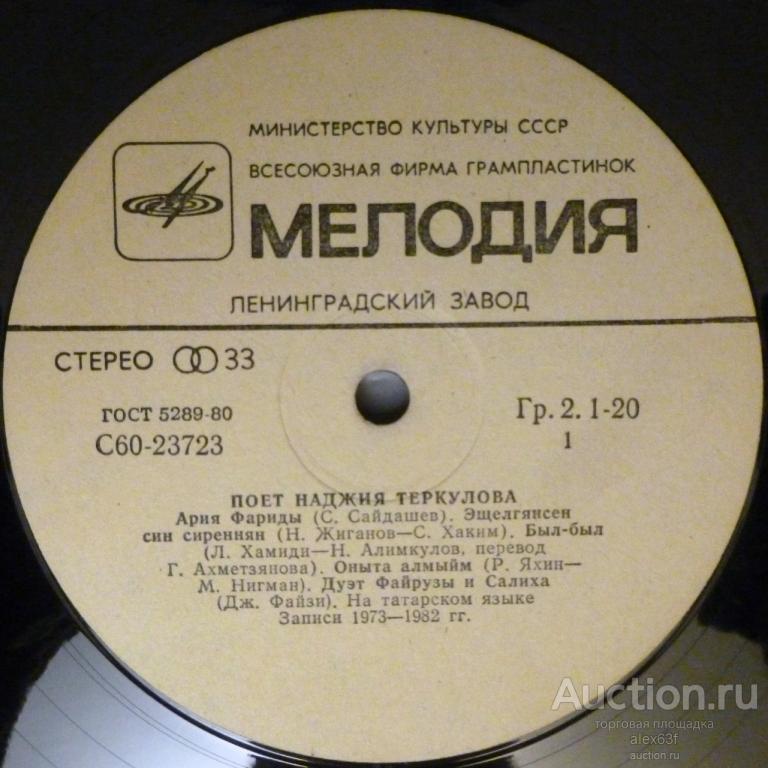 МИНИСТЕРСТВО КУЛЬТУРЫ СССР
ВСЕСОЮЗНАЯ ФИРМА ГРАМПЛАСТИНОК
МЕЛОДИЯ
ЛЕНИНГРАДСКИЙ ЗАВОД
СТЕРЕО 33
ГОСТ 5289-80
С60-23723
Гр. 2. 1-20
1
ПОЕТ НАДЖИЯ ТЕРКУЛОВА
Ария Фариды (С. Сайдашев). Эщелгянсен
син сиреннян (Н. Жиганов—С. Хаким). Был-был
(Л. Хамиди—Н. Алимкулов, перевод
Г. Ахметзянова). Оныта алмыйм (Р. Яхин—
М. Нигман). Дуэт Файрузы и Салиха
(Дж. Файзи). На татарском языке
Записи 1973—1982 гг.
Auction.ru
торговая площадка
alex63f
auction.ru